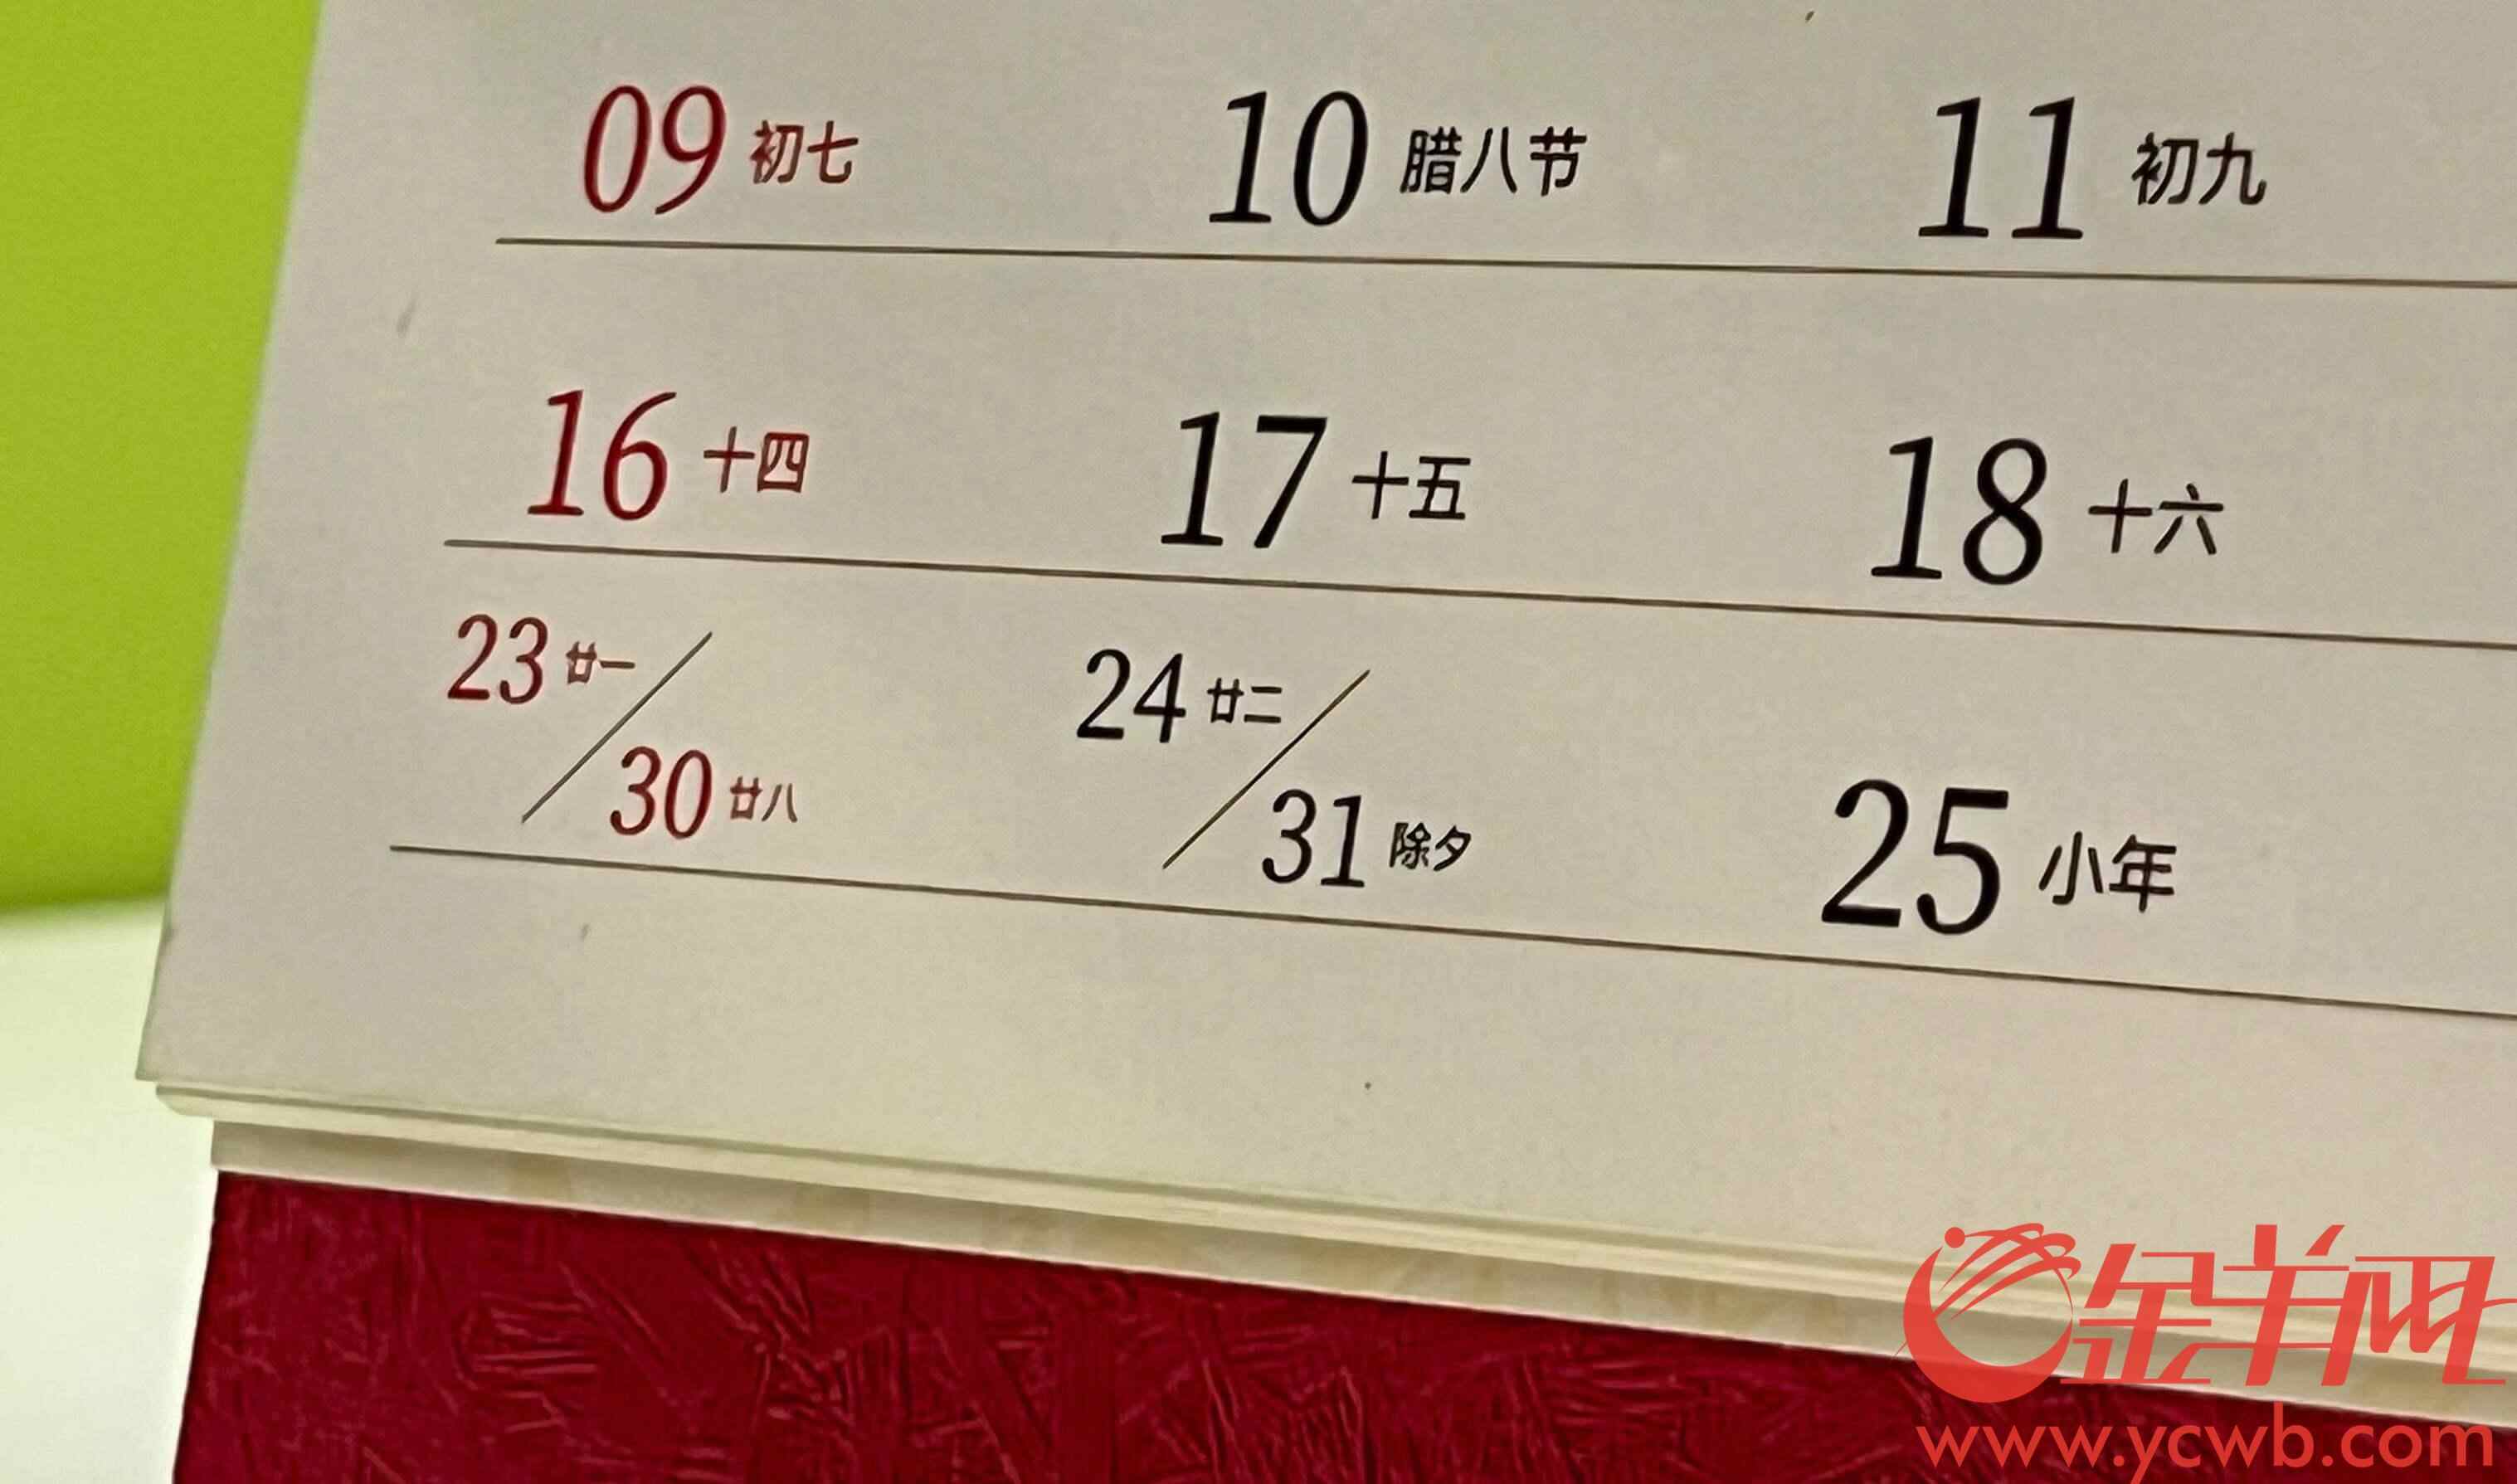 09 初七 10 腊八节 11 初九
16 十四 17 十五 18 十六
23 廿一 24 廿二
30 廿八 31 除夕 25 小年
金羊网
www.ycwb.com